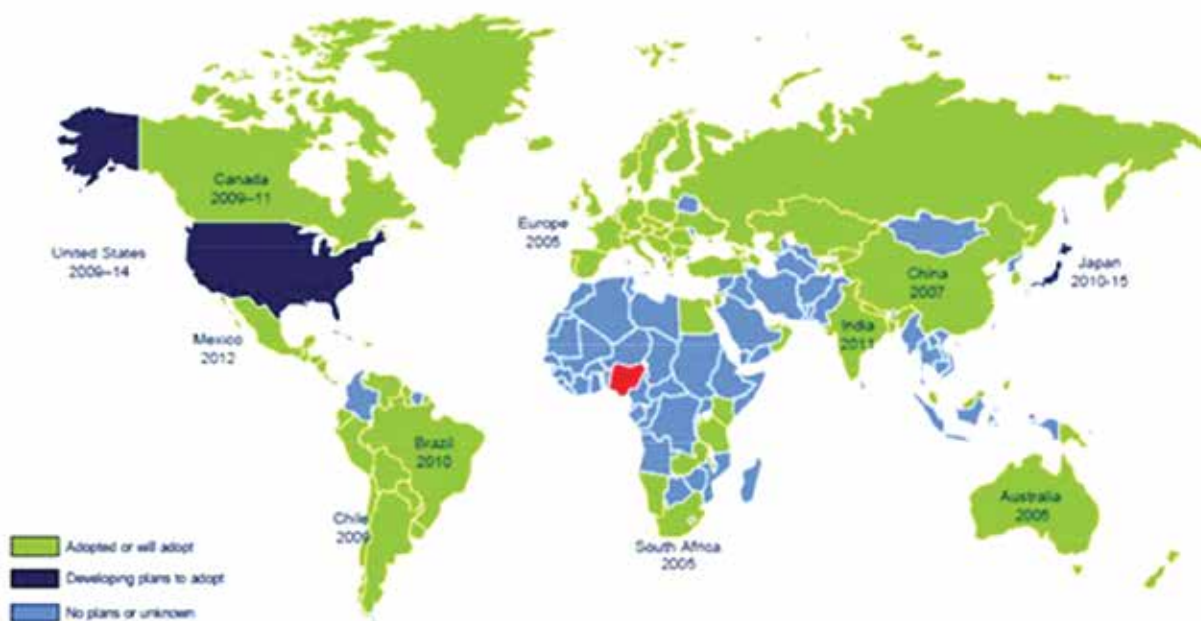 Canada
2009–11
United States
2009–14
Mexico
2012
Brazil
2010
Chile
2009
Europe
2005
South Africa
2005
China
2007
India
2011
Japan
2010-15
Australia
2005
Adopted or will adopt
Developing plans to adopt
No plans or unknown